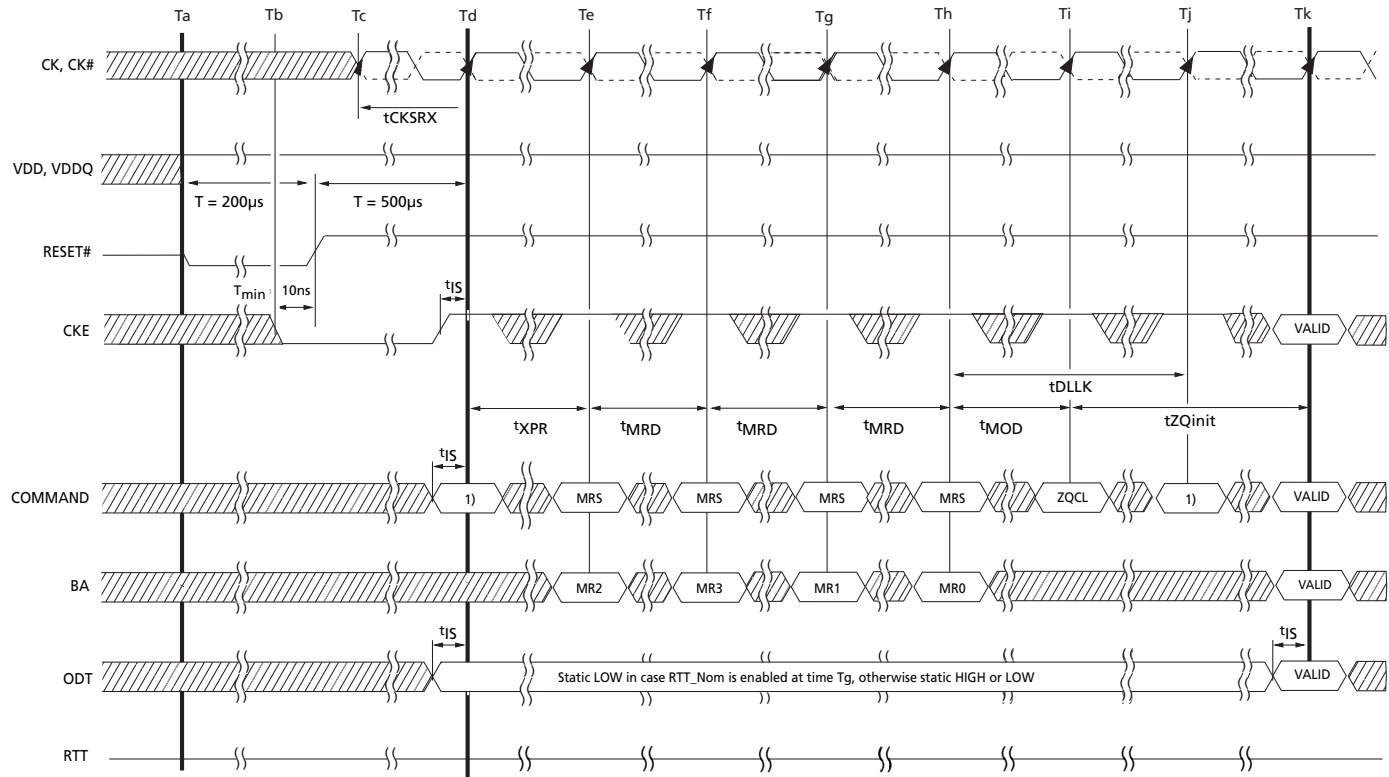 Ta Tb Tc Td Te Tf Tg Th Ti Tj Tk
CK, CK#
tCKSRX
VDD, VDDQ
T = 200µs T = 500µs
RESET#
Tmin 10ns tIS
CKE VALID
tDLLK
tXPR tMRD tMRD tMRD tMOD tZQinit
tIS
COMMAND 1) MRS MRS MRS MRS ZQCL 1) VALID
BA MR2 MR3 MR1 MR0 VALID
tIS tIS
ODT Static LOW in case RTT_Nom is enabled at time Tg, otherwise static HIGH or LOW VALID
RTT